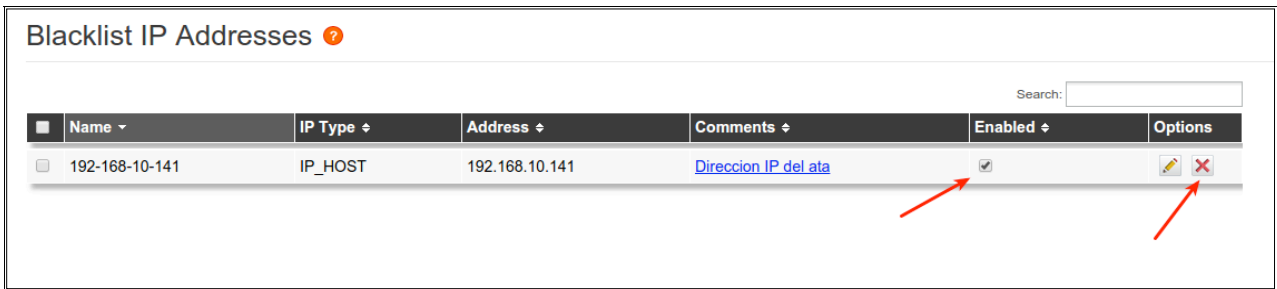 Blacklist IP Addresses ?
Search:
Name IP Type Address Comments Enabled Options
192-168-10-141 IP_HOST 192.168.10.141 Direccion IP del ata